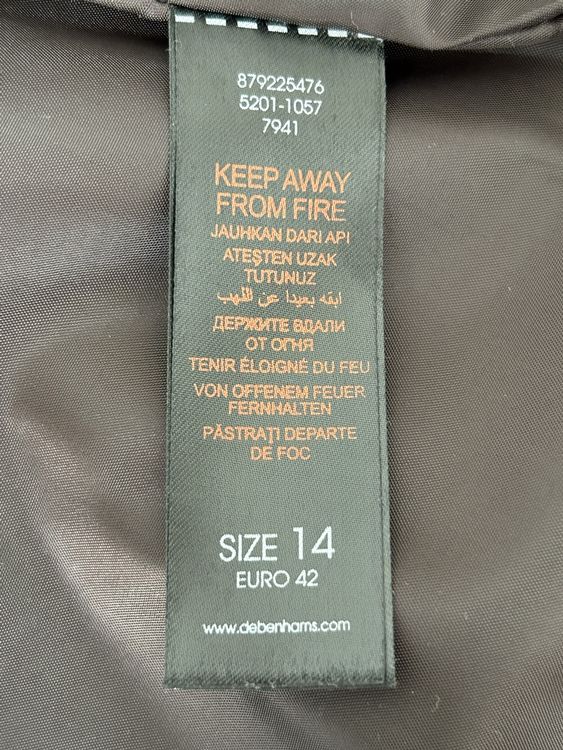 879225476
5201-1057
7941
KEEP AWAY
FROM FIRE
JAUHKAN DARI API
ATEŞTEN UZAK
TUTUNUZ
ابقه بعيدا عن اللهب
ДЕРЖИТЕ ВДАЛИ
ОТ ОГНЯ
TENIR ÉLOIGNÉ DU FEU
VON OFFENEM FEUER
FERNHALTEN
PĂSTRAŢI DEPARTE
DE FOC
SIZE 14
EURO 42
www.debenhams.com